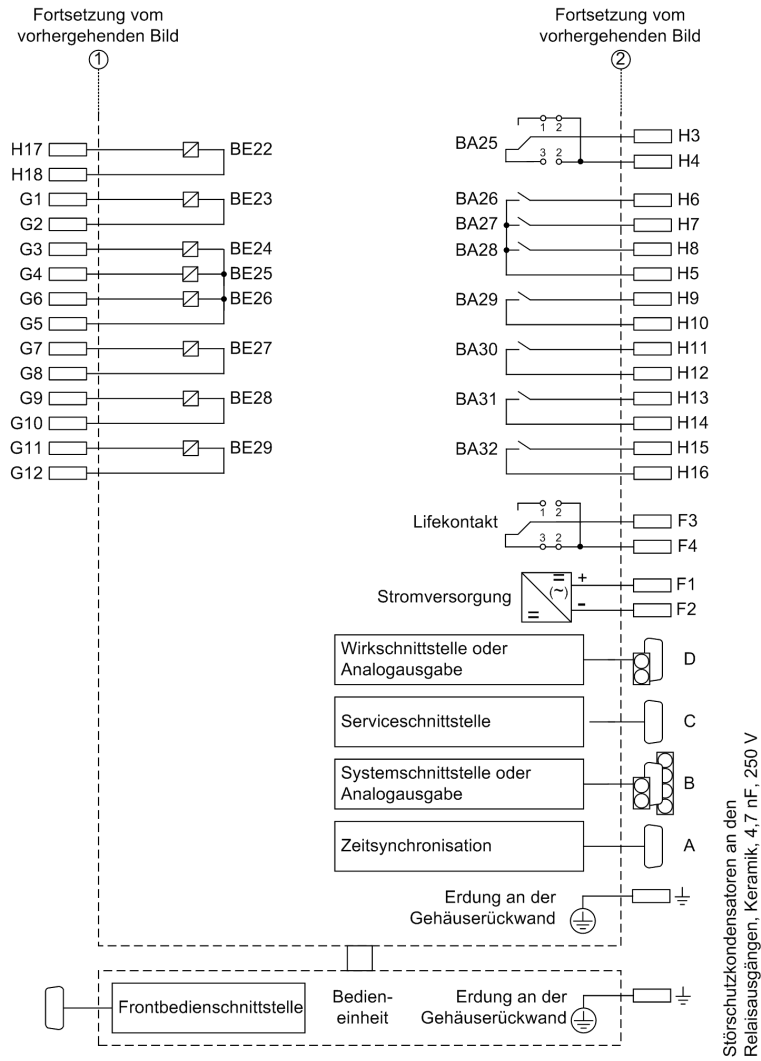 Fortsetzung vom
vorhergehenden Bild
1
Fortsetzung vom
vorhergehenden Bild
2
H17
BE22
H18
G1
BE23
G2
G3
BE24
G4
BE25
G6
BE26
G5
G7
BE27
G8
G9
BE28
G10
G11
BE29
G12
BA25
1 2
3 2
H3
H4
BA26
H6
BA27
H7
BA28
H8
H5
BA29
H9
H10
BA30
H11
H12
BA31
H13
H14
BA32
H15
H16
Lifekontakt
1 2
3 2
F3
F4
Stromversorgung
=
(~)
=
+
-
F1
F2
Wirkschnittstelle oder
Analogausgabe
D
Serviceschnittstelle
C
Systemschnittstelle oder
Analogausgabe
B
Zeitsynchronisation
A
Erdung an der
Gehäuserückwand
Frontbedienschnittstelle
Bedien-
einheit
Erdung an der
Gehäuserückwand
Störschutzkondensatoren an den
Relaisausgängen, Keramik, 4,7 nF, 250 V